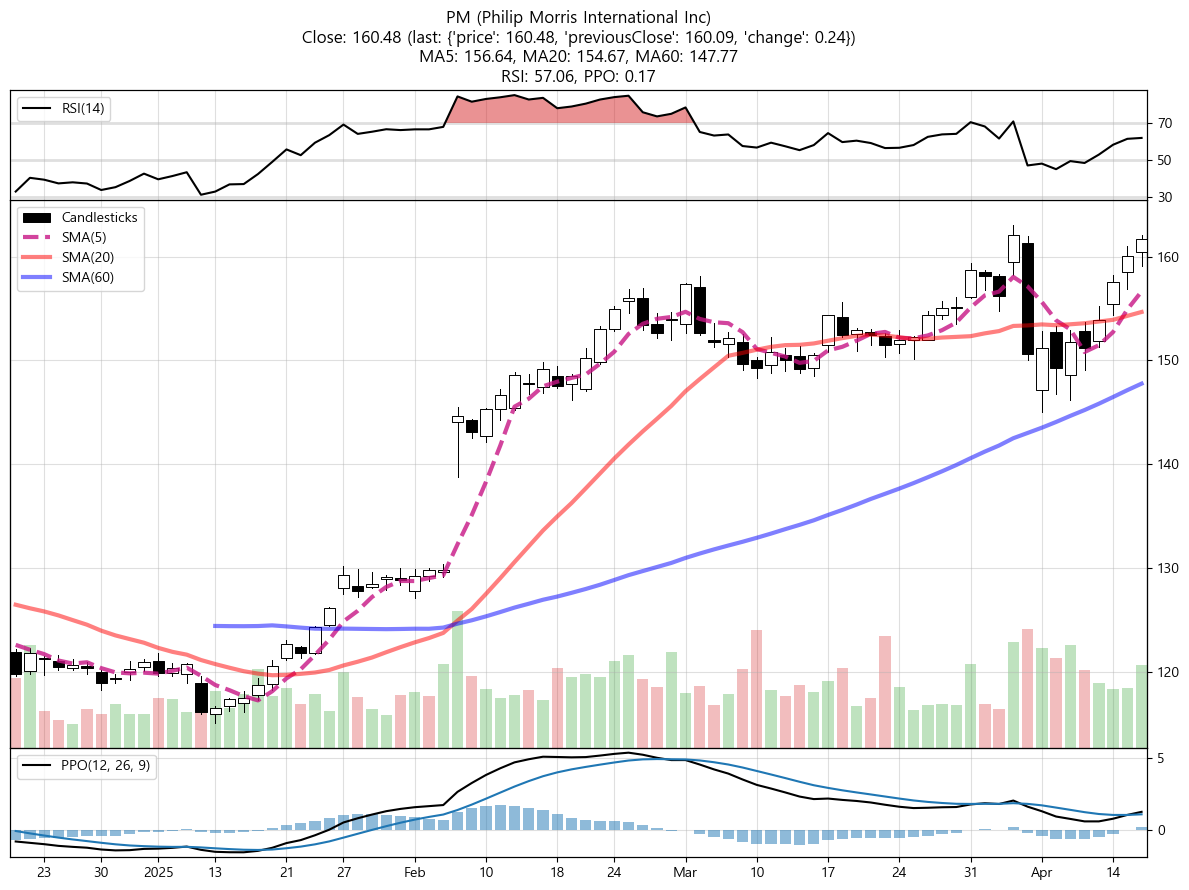 PM (Philip Morris International Inc)
Close: 160.48 (last: {'price': 160.48, 'previousClose': 160.09, 'change': 0.24})
MA5: 156.64, MA20: 154.67, MA60: 147.77
RSI: 57.06, PPO: 0.17
RSI(14)
70
50
30
Candlesticks
SMA(5)
SMA(20)
SMA(60)
160
150
140
130
120
PPO(12, 26, 9)
5
0
23 30 2025 13 21 27 Feb 10 18 24 Mar 10 17 24 31 Apr 14